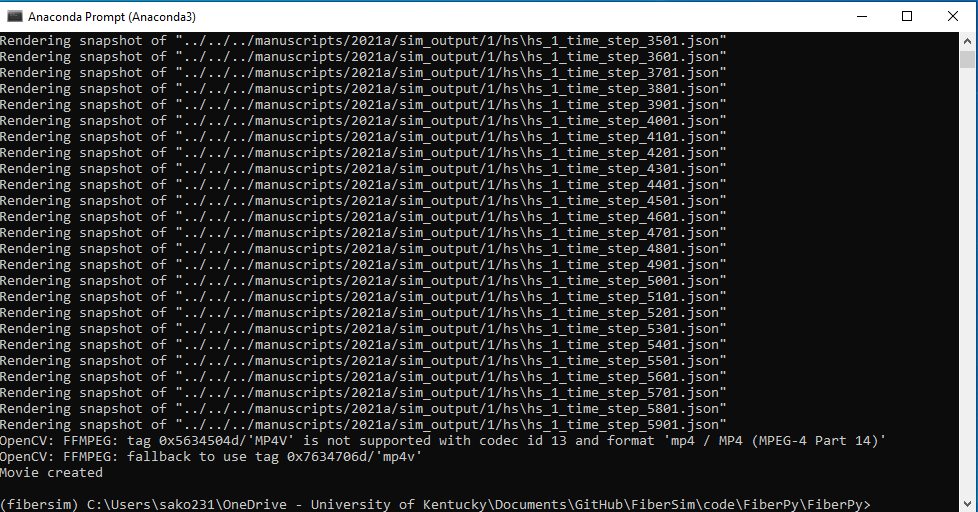 Anaconda Prompt (Anaconda3)
Rendering snapshot of "../../../manuscripts/2021a/sim_output/1/hs\hs_1_time_step_3501.json"
Rendering snapshot of "../../../manuscripts/2021a/sim_output/1/hs\hs_1_time_step_3601.json"
Rendering snapshot of "../../../manuscripts/2021a/sim_output/1/hs\hs_1_time_step_3701.json"
Rendering snapshot of "../../../manuscripts/2021a/sim_output/1/hs\hs_1_time_step_3801.json"
Rendering snapshot of "../../../manuscripts/2021a/sim_output/1/hs\hs_1_time_step_3901.json"
Rendering snapshot of "../../../manuscripts/2021a/sim_output/1/hs\hs_1_time_step_4001.json"
Rendering snapshot of "../../../manuscripts/2021a/sim_output/1/hs\hs_1_time_step_4101.json"
Rendering snapshot of "../../../manuscripts/2021a/sim_output/1/hs\hs_1_time_step_4201.json"
Rendering snapshot of "../../../manuscripts/2021a/sim_output/1/hs\hs_1_time_step_4301.json"
Rendering snapshot of "../../../manuscripts/2021a/sim_output/1/hs\hs_1_time_step_4401.json"
Rendering snapshot of "../../../manuscripts/2021a/sim_output/1/hs\hs_1_time_step_4501.json"
Rendering snapshot of "../../../manuscripts/2021a/sim_output/1/hs\hs_1_time_step_4601.json"
Rendering snapshot of "../../../manuscripts/2021a/sim_output/1/hs\hs_1_time_step_4701.json"
Rendering snapshot of "../../../manuscripts/2021a/sim_output/1/hs\hs_1_time_step_4801.json"
Rendering snapshot of "../../../manuscripts/2021a/sim_output/1/hs\hs_1_time_step_4901.json"
Rendering snapshot of "../../../manuscripts/2021a/sim_output/1/hs\hs_1_time_step_5001.json"
Rendering snapshot of "../../../manuscripts/2021a/sim_output/1/hs\hs_1_time_step_5101.json"
Rendering snapshot of "../../../manuscripts/2021a/sim_output/1/hs\hs_1_time_step_5201.json"
Rendering snapshot of "../../../manuscripts/2021a/sim_output/1/hs\hs_1_time_step_5301.json"
Rendering snapshot of "../../../manuscripts/2021a/sim_output/1/hs\hs_1_time_step_5401.json"
Rendering snapshot of "../../../manuscripts/2021a/sim_output/1/hs\hs_1_time_step_5501.json"
Rendering snapshot of "../../../manuscripts/2021a/sim_output/1/hs\hs_1_time_step_5601.json"
Rendering snapshot of "../../../manuscripts/2021a/sim_output/1/hs\hs_1_time_step_5701.json"
Rendering snapshot of "../../../manuscripts/2021a/sim_output/1/hs\hs_1_time_step_5801.json"
Rendering snapshot of "../../../manuscripts/2021a/sim_output/1/hs\hs_1_time_step_5901.json"
OpenCV: FFMPEG: tag 0x5634504d/'MP4V' is not supported with codec id 13 and format 'mp4 / MP4 (MPEG-4 Part 14)'
OpenCV: FFMPEG: fallback to use tag 0x7634706d/'mp4v'
Movie created
(fibersim) C:\Users\sako231\OneDrive - University of Kentucky\Documents\GitHub\FiberSim\code\FiberPy\FiberPy>